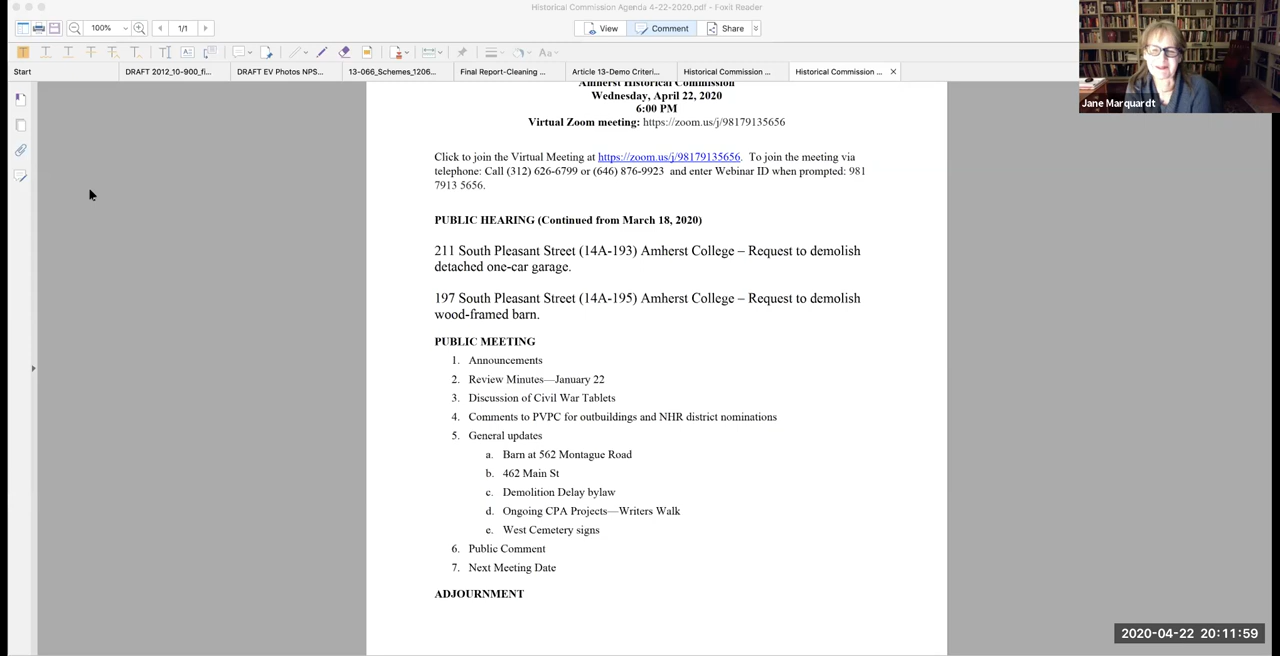 Historical Commission Agenda 4-22-2020.pdf - Foxit Reader
100%
1/1
View
Comment
Share
Start
DRAFT 2012_10-900_fi...
DRAFT EV Photos NPS...
13-066_Schemes_1206...
Final Report-Cleaning ...
Article 13-Demo Criteri...
Historical Commission ...
Historical Commission ...
Jane Marquardt
Amherst Historical Commission
Wednesday, April 22, 2020
6:00 PM
Virtual Zoom meeting: https://zoom.us/j/98179135656
Click to join the Virtual Meeting at https://zoom.us/j/98179135656. To join the meeting via
telephone: Call (312) 626-6799 or (646) 876-9923 and enter Webinar ID when prompted: 981
7913 5656.
PUBLIC HEARING (Continued from March 18, 2020)
211 South Pleasant Street (14A-193) Amherst College – Request to demolish
detached one-car garage.
197 South Pleasant Street (14A-195) Amherst College – Request to demolish
wood-framed barn.
PUBLIC MEETING
1. Announcements
2. Review Minutes—January 22
3. Discussion of Civil War Tablets
4. Comments to PVPC for outbuildings and NHR district nominations
5. General updates
a. Barn at 562 Montague Road
b. 462 Main St
c. Demolition Delay bylaw
d. Ongoing CPA Projects—Writers Walk
e. West Cemetery signs
6. Public Comment
7. Next Meeting Date
ADJOURNMENT
2020-04-22 20:11:59